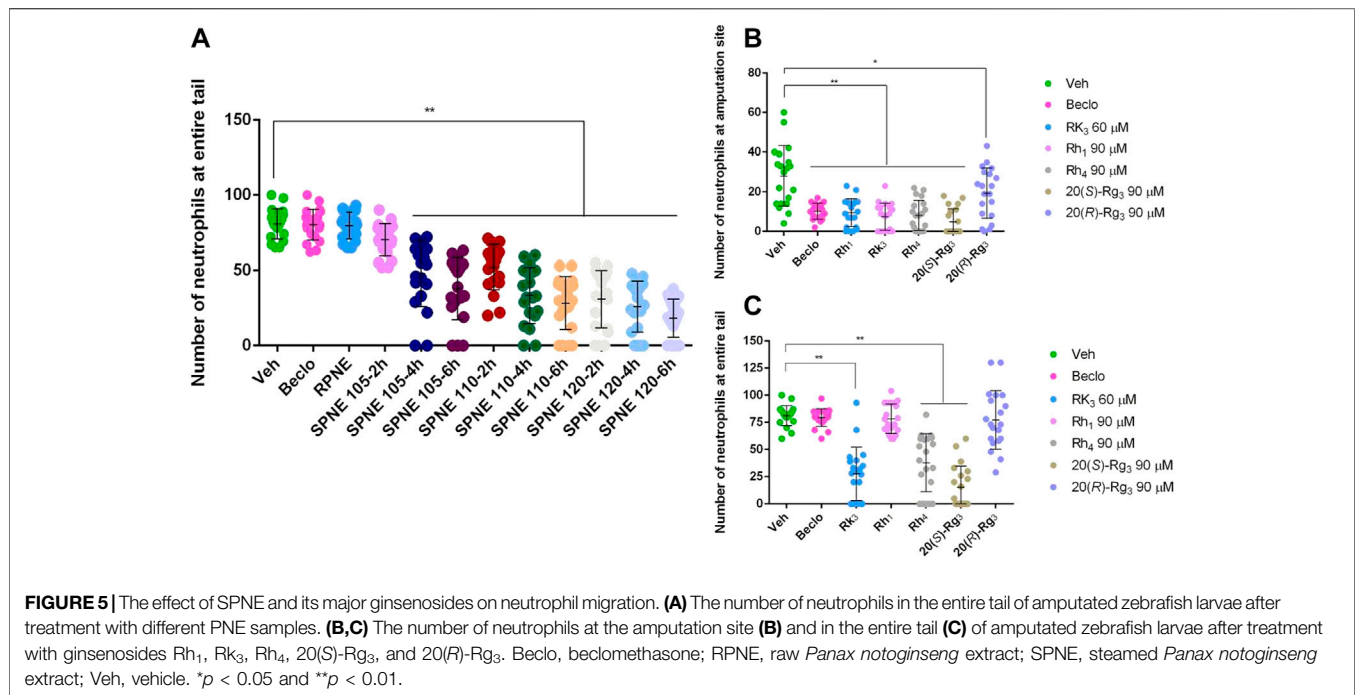 A
Number of neutrophils at entire tail
150
100
50
0
**
Veh
Beclo
RPNE
SPNE 105-2h
SPNE 105-4h
SPNE 105-6h
SPNE 110-2h
SPNE 110-4h
SPNE 110-6h
SPNE 120-2h
SPNE 120-4h
SPNE 120-6h
B
Number of neutrophils at amputation site
80
60
40
20
0
*
**
Veh
Beclo
Rh₁
Rk₃
Rh₄
20(S)-Rg₃
20(R)-Rg₃
Veh
Beclo
RK₃ 60 μM
Rh₁ 90 μM
Rh₄ 90 μM
20(S)-Rg₃ 90 μM
20(R)-Rg₃ 90 μM
C
Number of neutrophils at entire tail
150
125
100
75
50
25
0
**
**
Veh
Beclo
Rk₃
Rh₁
Rh₄
20(S)-Rg₃
20(R)-Rg₃
Veh
Beclo
RK₃ 60 μM
Rh₁ 90 μM
Rh₄ 90 μM
20(S)-Rg₃ 90 μM
20(R)-Rg₃ 90 μM
FIGURE 5 | The effect of SPNE and its major ginsenosides on neutrophil migration. (A) The number of neutrophils in the entire tail of amputated zebrafish larvae after
treatment with different PNE samples. (B,C) The number of neutrophils at the amputation site (B) and in the entire tail (C) of amputated zebrafish larvae after treatment
with ginsenosides Rh₁, Rk₃, Rh₄, 20(S)-Rg₃, and 20(R)-Rg₃. Beclo, beclomethasone; RPNE, raw Panax notoginseng extract; SPNE, steamed Panax notoginseng
extract; Veh, vehicle. *p < 0.05 and **p < 0.01.